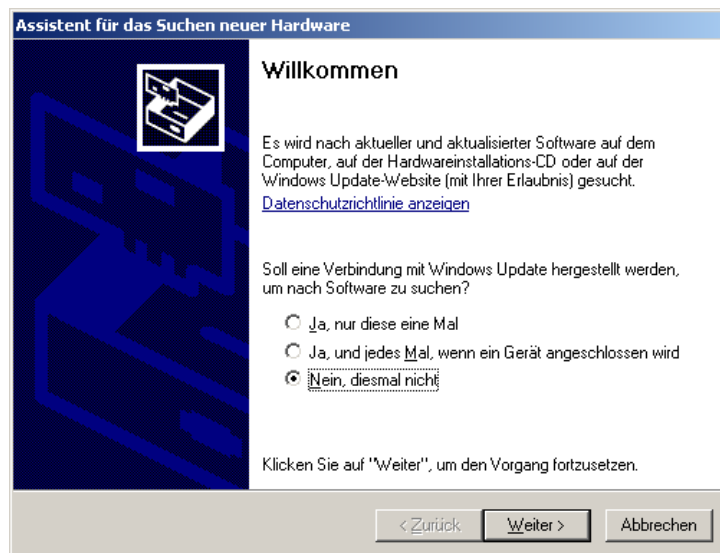 Assistent für das Suchen neuer Hardware
Willkommen
Es wird nach aktueller und aktualisierter Software auf dem
Computer, auf der Hardwareinstallations-CD oder auf der
Windows Update-Website (mit Ihrer Erlaubnis) gesucht.
Datenschutzrichtlinie anzeigen
Soll eine Verbindung mit Windows Update hergestellt werden,
um nach Software zu suchen?
Ja, nur diese eine Mal
Ja, und jedes Mal, wenn ein Gerät angeschlossen wird
Nein, diesmal nicht
Klicken Sie auf "Weiter", um den Vorgang fortzusetzen.
< Zurück Weiter > Abbrechen